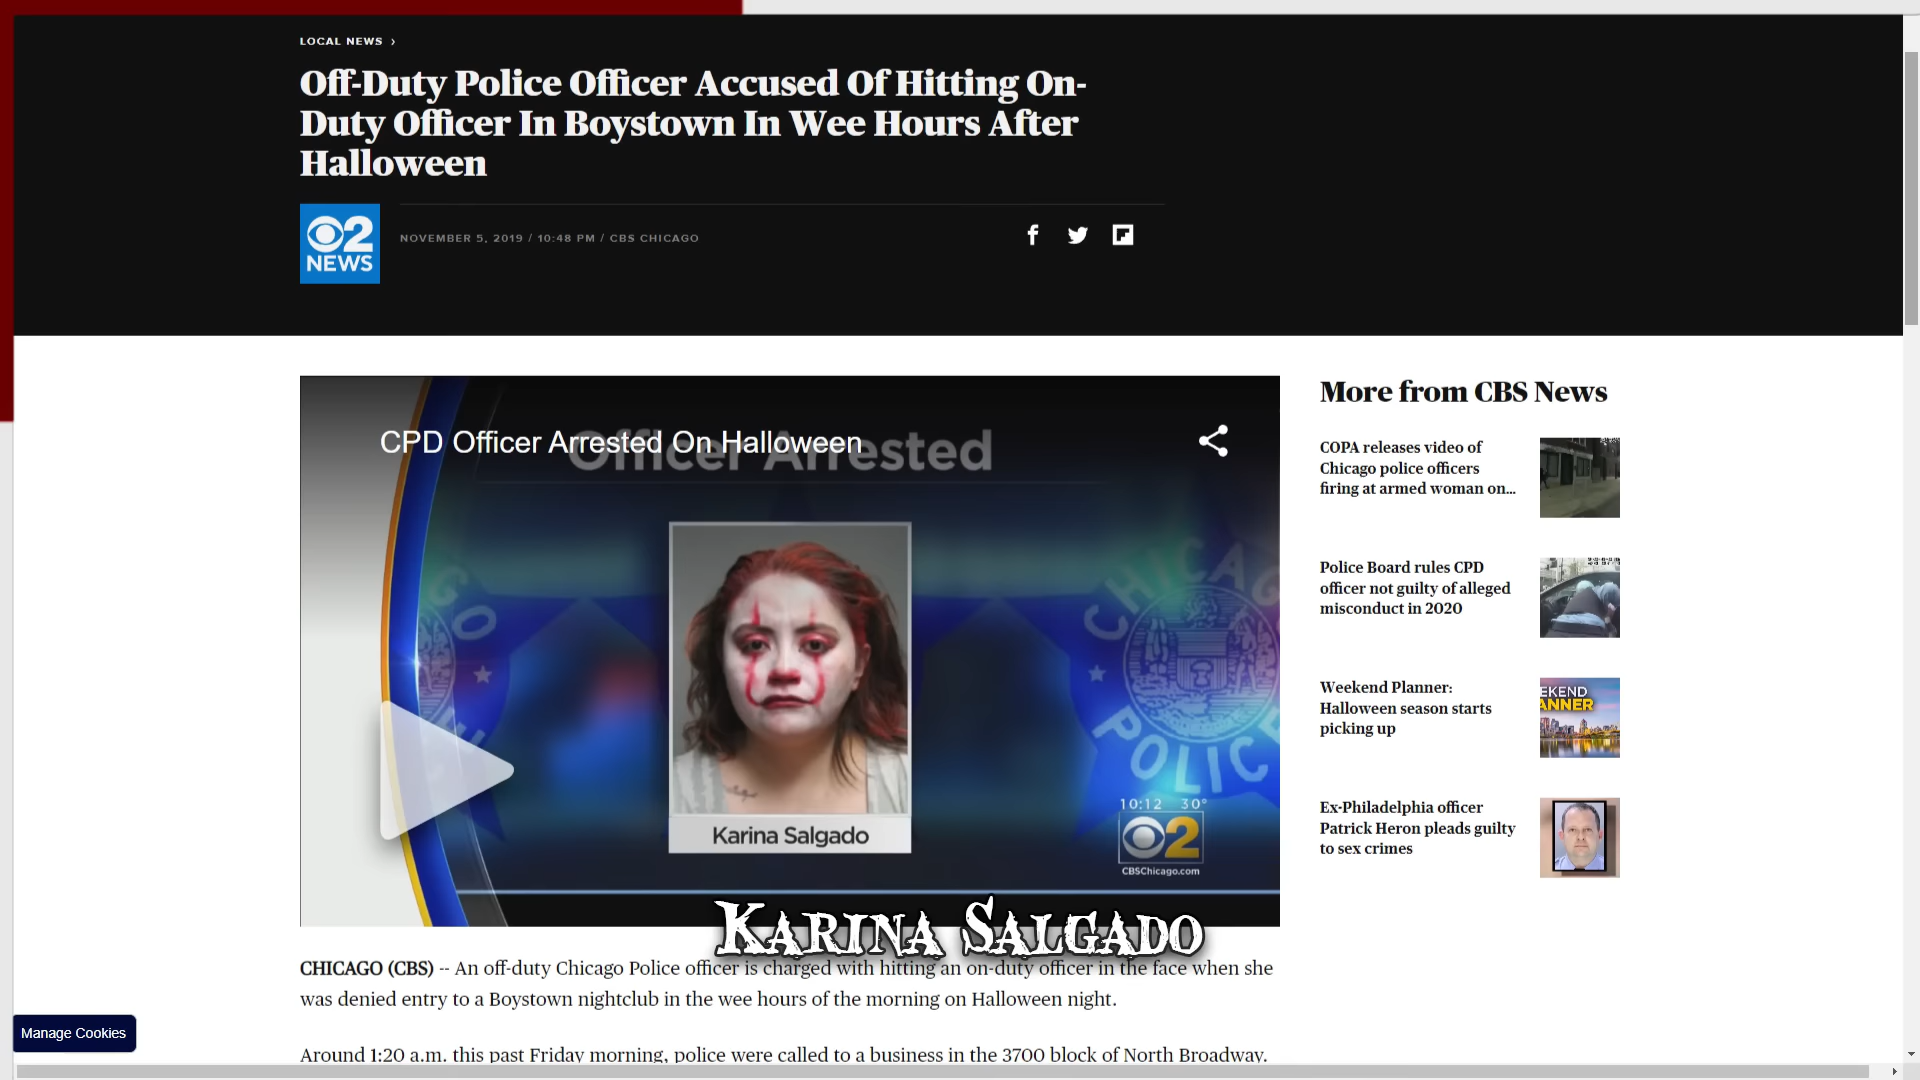 LOCAL NEWS ›
Off-Duty Police Officer Accused Of Hitting On-
Duty Officer In Boystown In Wee Hours After
Halloween
2
NEWS
NOVEMBER 5, 2019 / 10:48 PM / CBS CHICAGO
CPD Officer Arrested On Halloween
Officer Arrested
CHICAGO
POLICE
Karina Salgado
10:12 30°
2
CBSChicago.com
KARINA SALGADO
More from CBS News
COPA releases video of
Chicago police officers
firing at armed woman on...
Police Board rules CPD
officer not guilty of alleged
misconduct in 2020
Weekend Planner:
Halloween season starts
picking up
EKEND
ANNER
Ex-Philadelphia officer
Patrick Heron pleads guilty
to sex crimes
CHICAGO (CBS) -- An off-duty Chicago Police officer is charged with hitting an on-duty officer in the face when she
was denied entry to a Boystown nightclub in the wee hours of the morning on Halloween night.
Manage Cookies
Around 1:20 a.m. this past Friday morning, police were called to a business in the 3700 block of North Broadway.